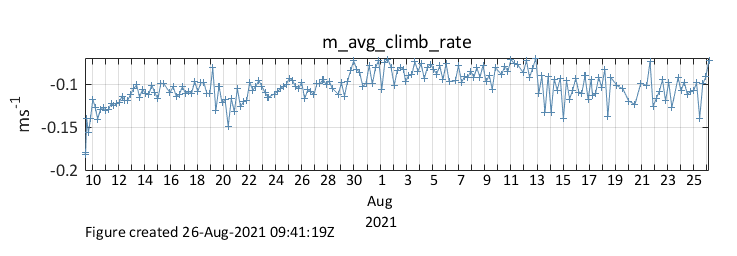 m_avg_climb_rate
-0.1
-0.15
-0.2
ms-1
10 12 14 16 18 20 22 24 26 28 30 1 3 5 7 9 11 13 15 17 19 21 23 25
Aug
2021
Figure created 26-Aug-2021 09:41:19Z